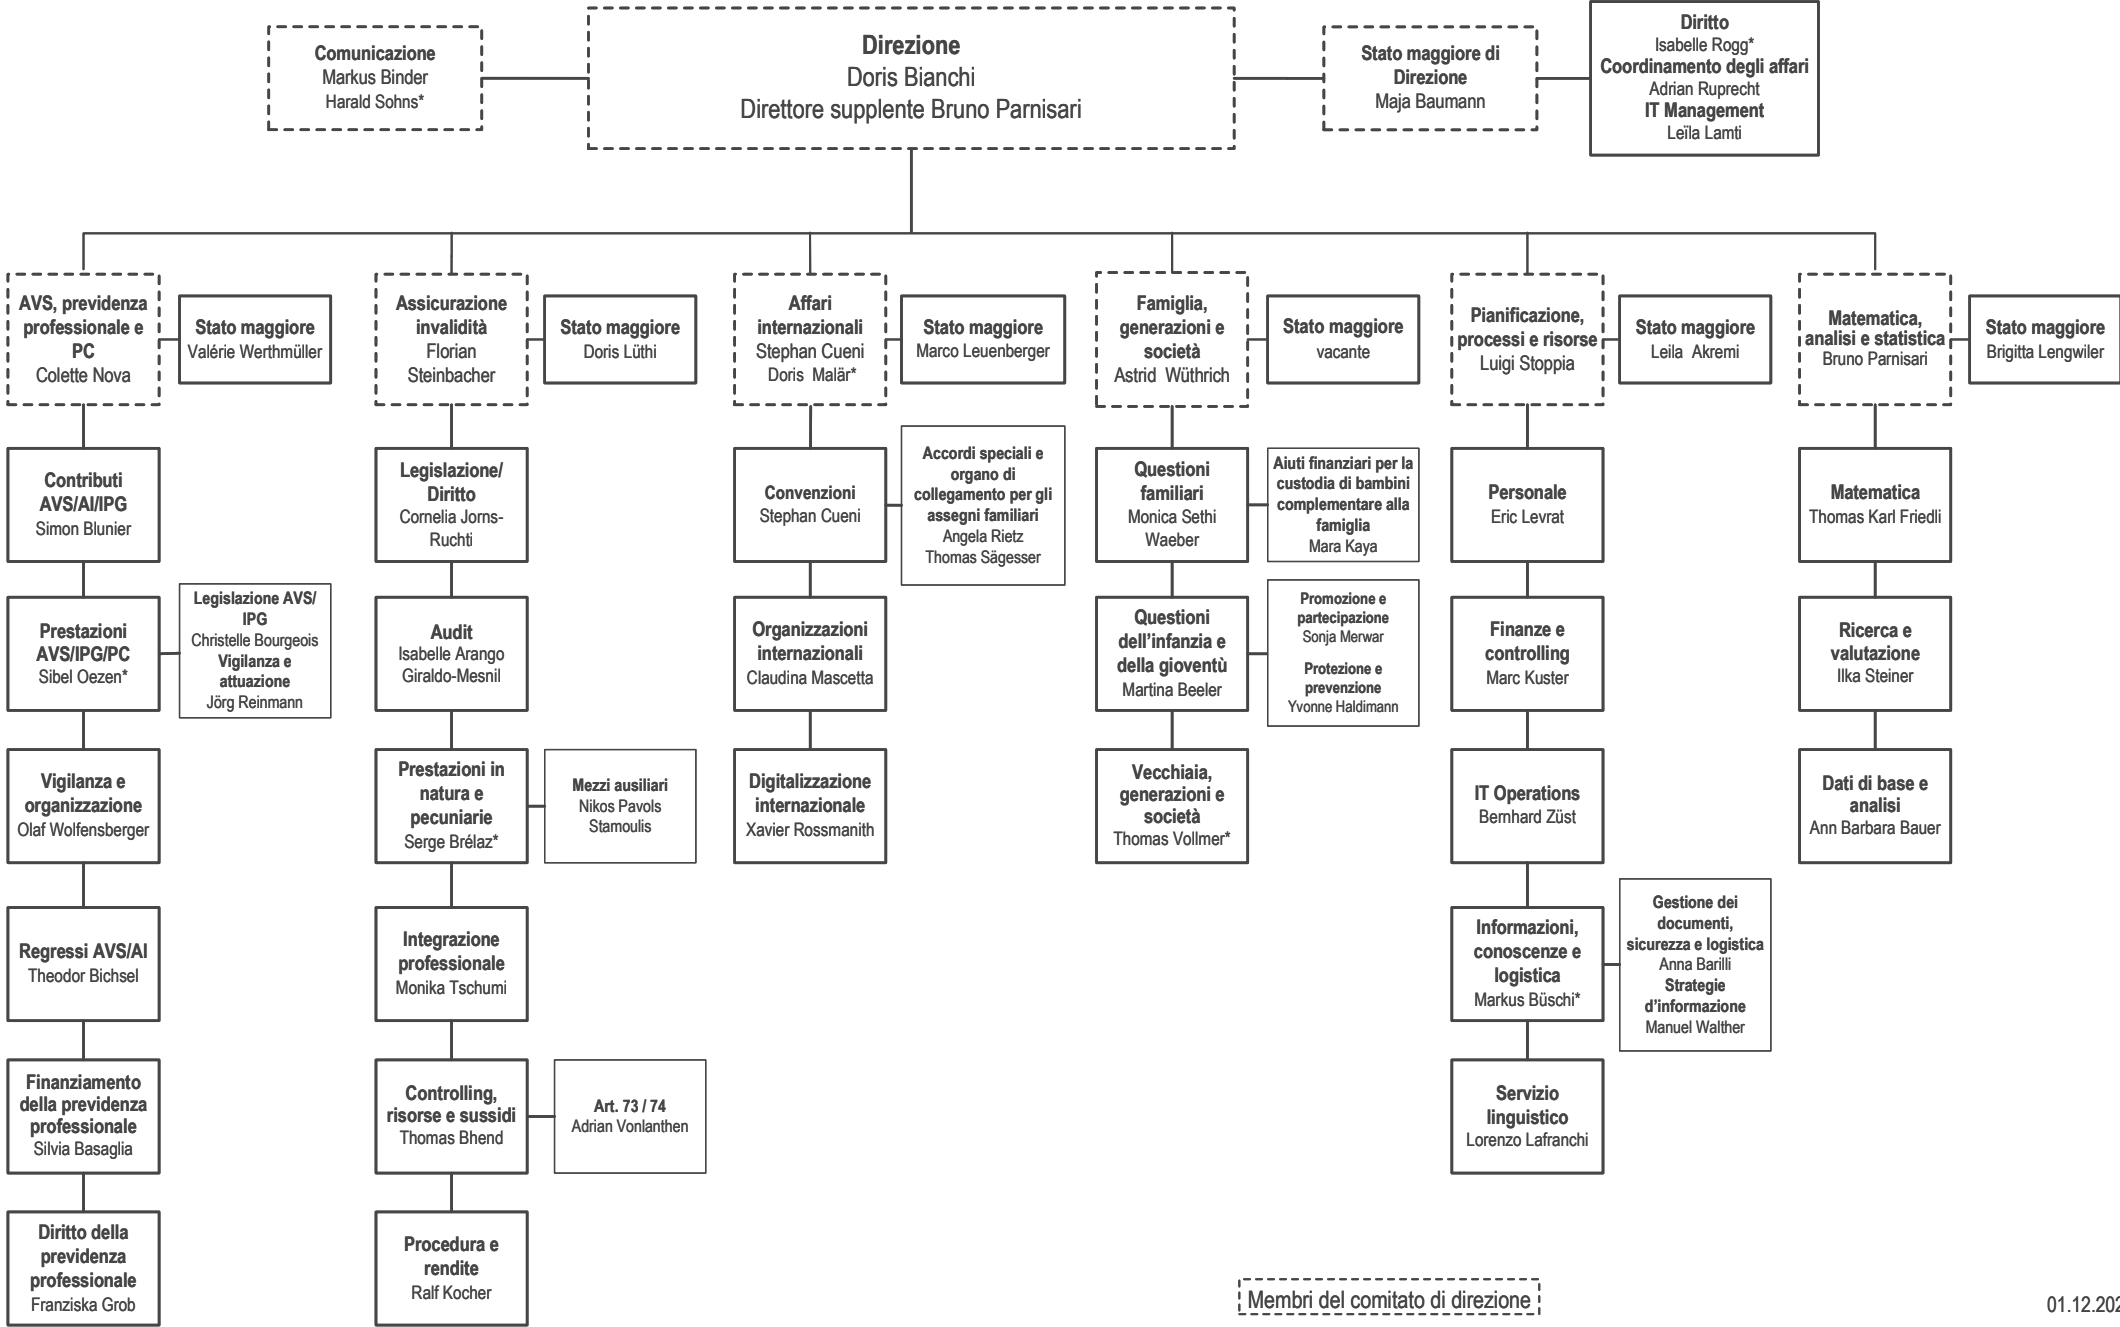 Comunicazione
Markus Binder
Harald Sohns*
Direzione
Doris Bianchi
Direttore supplente Bruno Parnisari
Stato maggiore di
Direzione
Maja Baumann
Diritto
Isabelle Rogg*
Coordinamento degli affari
Adrian Ruprecht
IT Management
Leïla Lamti
AVS, previdenza
professionale e
PC
Colette Nova
Stato maggiore
Valérie Werthmüller
Assicurazione
invalidità
Florian
Steinbacher
Stato maggiore
Doris Lüthi
Affari
internazionali
Stephan Cueni
Doris Malär*
Stato maggiore
Marco Leuenberger
Famiglia,
generazioni e
società
Astrid Wüthrich
Stato maggiore
vacante
Pianificazione,
processi e risorse
Luigi Stoppia
Stato maggiore
Leila Akremi
Matematica,
analisi e statistica
Bruno Parnisari
Stato maggiore
Brigitta Lengwiler
Contributi
AVS/AI/IPG
Simon Blunier
Legislazione/
Diritto
Cornelia Jorns-
Ruchti
Convenzioni
Stephan Cueni
Accordi speciali e
organo di
collegamento per gli
assegni familiari
Angela Rietz
Thomas Sägesser
Questioni
familiari
Monica Sethi
Waeber
Aiuti finanziari per la
custodia di bambini
complementare alla
famiglia
Mara Kaya
Personale
Eric Levrat
Matematica
Thomas Karl Friedli
Prestazioni
AVS/IPG/PC
Sibel Oezen*
Legislazione AVS/
IPG
Christelle Bourgeois
Vigilanza e
attuazione
Jörg Reinmann
Audit
Isabelle Arango
Giraldo-Mesnil
Organizzazioni
internazionali
Claudina Mascetta
Questioni
dell'infanzia e
della gioventù
Martina Beeler
Promozione e
partecipazione
Sonja Merwar
Protezione e
prevenzione
Yvonne Haldimann
Finanze e
controlling
Marc Kuster
Ricerca e
valutazione
Ilka Steiner
Vigilanza e
organizzazione
Olaf Wolfensberger
Prestazioni in
natura e
pecuniarie
Serge Brélaz*
Mezzi ausiliari
Nikos Pavols
Stamoulis
Digitalizzazione
internazionale
Xavier Rossmanith
Vecchiaia,
generazioni e
società
Thomas Vollmer*
IT Operations
Bernhard Züst
Dati di base e
analisi
Ann Barbara Bauer
Regressi AVS/AI
Theodor Bichsel
Integrazione
professionale
Monika Tschumi
Informazioni,
conoscenze e
logistica
Markus Büschi*
Gestione dei
documenti,
sicurezza e logistica
Anna Barilli
Strategie
d'informazione
Manuel Walther
Finanziamento
della previdenza
professionale
Silvia Basaglia
Controlling,
risorse e sussidi
Thomas Bhend
Art. 73 / 74
Adrian Vonlanthen
Servizio
linguistico
Lorenzo Lafranchi
Diritto della
previdenza
professionale
Franziska Grob
Procedura e
rendite
Ralf Kocher
Membri del comitato di direzione
01.12.202